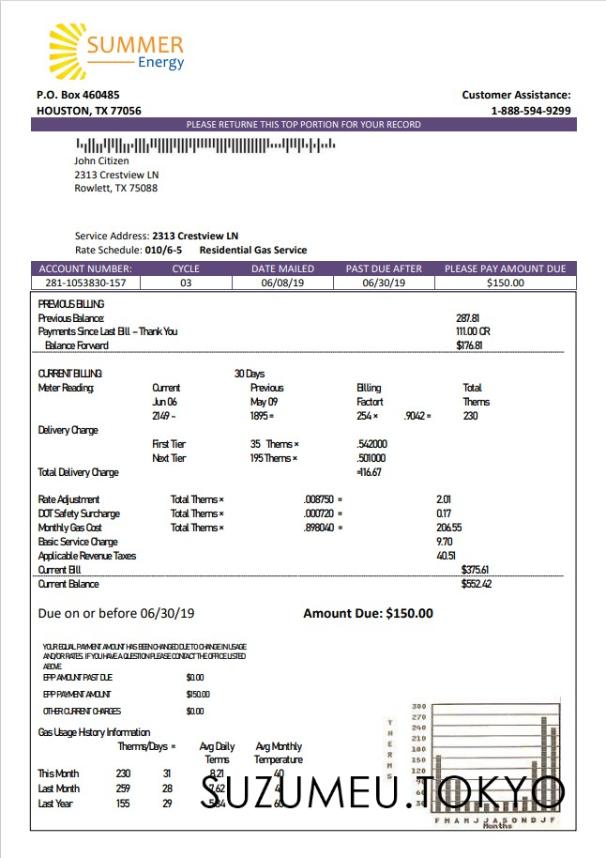 SUMMER
Energy
P.O. Box 460485
HOUSTON, TX 77056
Customer Assistance:
1-888-594-9299
PLEASE RETURNE THIS TOP PORTION FOR YOUR RECORD
John Citizen
2313 Crestview LN
Rowlett, TX 75088
Service Address: 2313 Crestview LN
Rate Schedule: 010/6-5 Residential Gas Service
ACCOUNT NUMBER: CYCLE DATE MAILED PAST DUE AFTER PLEASE PAY AMOUNT DUE
281-1053830-157 03 06/08/19 06/30/19 $150.00
PREVIOUS BILLING
Previous Balance: 287.81
Payments Since Last Bill – Thank You 111.00 CR
Balance Forward $176.81
CURRENT BILLING 30 Days
Meter Reading: Current Previous Billing Total
Jun 06 May 09 Factort Therms
2149 – 1895 = 254 × .9042 = 230
Delivery Charge
First Tier 35 Therms × .542000
Next Tier 195 Therms × .501000
Total Delivery Charge =116.67
Rate Adjustment Total Therms × .008750 = 2.01
DOT Safety Surcharge Total Therms × .000720 = 0.17
Monthly Gas Cost Total Therms × .898040 = 206.55
Basic Service Charge 9.70
Applicable Revenue Taxes 40.51
Current Bill $375.61
Current Balance $552.42
Due on or before 06/30/19 Amount Due: $150.00
YOUR EQUAL PAYMENT AMOUNT HAS BEEN CHANGED DUE TO CHANGE IN USAGE
AND/OR RATES. IF YOU HAVE A QUESTION PLEASE CONTACT THE OFFICE LISTED
ABOVE
EPP AMOUNT PAST DUE $0.00
EPP PAYMENT AMOUNT $150.00
OTHER CURRENT CHARGES $0.00
Gas Usage History Information
Therms/Days = Avg Daily Avg Monthly
Terms Temperature
This Month 230 31 8.21 40
Last Month 259 28
Last Year 155 29
SUZUMEU.TOKYO
THERMS
300
270
240
210
180
150
120
90
60
30
F M A M J J A S O N D J F
Months